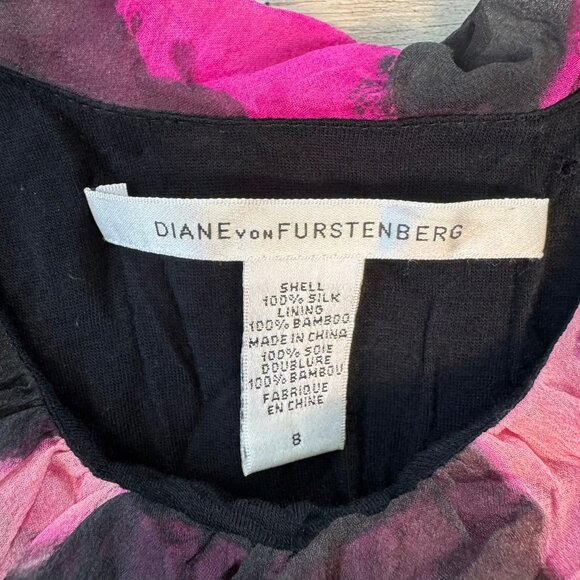 DIANE VON FURSTENBERG
SHELL
100% SILK
LINING
100% BAMBOO
MADE IN CHINA
100% SOIE
DOUBLURE
100% BAMBOU
FABRIQUE
EN CHINE
8